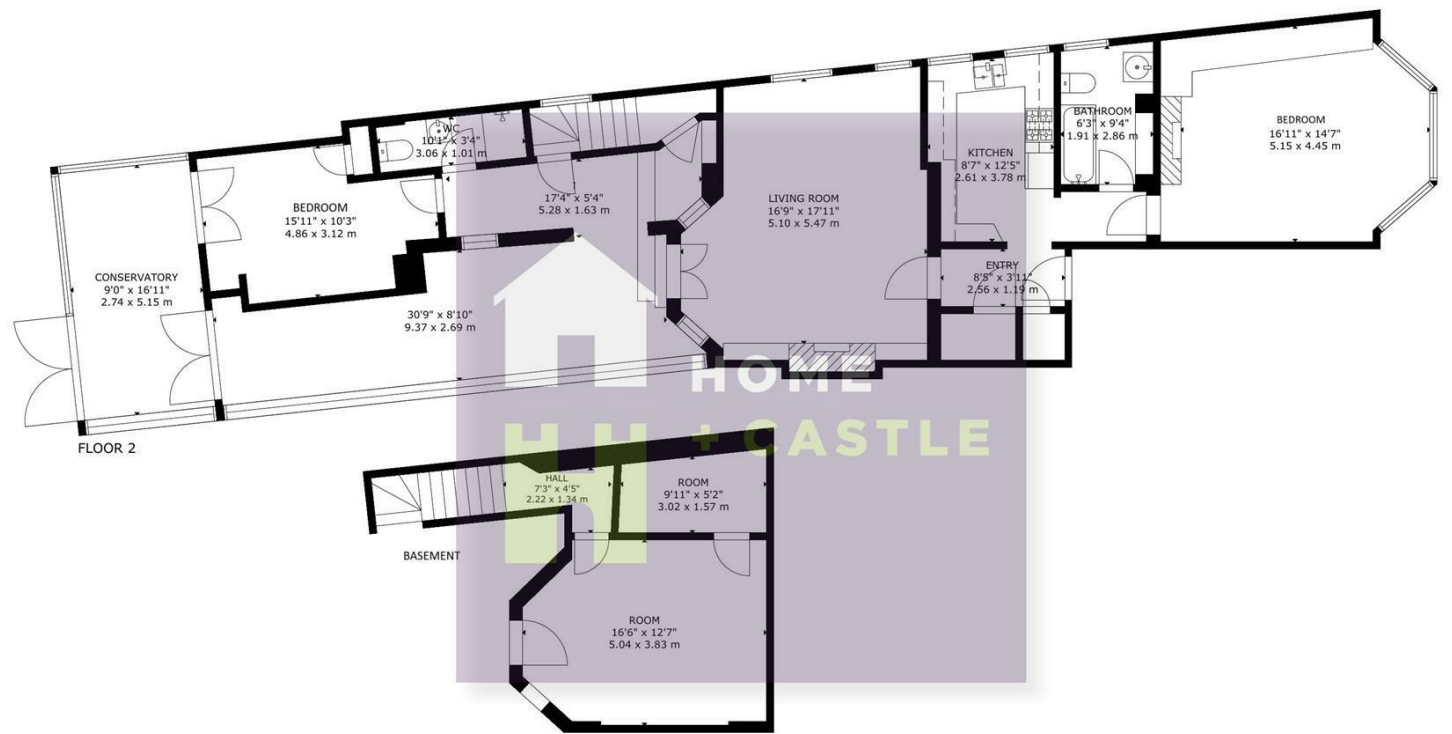 WC
10'1" x 3'4"
3.06 x 1.01 m
BEDROOM
15'11" x 10'3"
4.86 x 3.12 m
17'4" x 5'4"
5.28 x 1.63 m
CONSERVATORY
9'0" x 16'11"
2.74 x 5.15 m
30'9" x 8'10"
9.37 x 2.69 m
LIVING ROOM
16'9" x 17'11"
5.10 x 5.47 m
KITCHEN
8'7" x 12'5"
2.61 x 3.78 m
BATHROOM
6'3" x 9'4"
1.91 x 2.86 m
BEDROOM
16'11" x 14'7"
5.15 x 4.45 m
ENTRY
8'5" x 3'11"
2.56 x 1.19 m
FLOOR 2
HOME
+ CASTLE
HALL
7'3" x 4'5"
2.22 x 1.34 m
ROOM
9'11" x 5'2"
3.02 x 1.57 m
BASEMENT
ROOM
16'6" x 12'7"
5.04 x 3.83 m